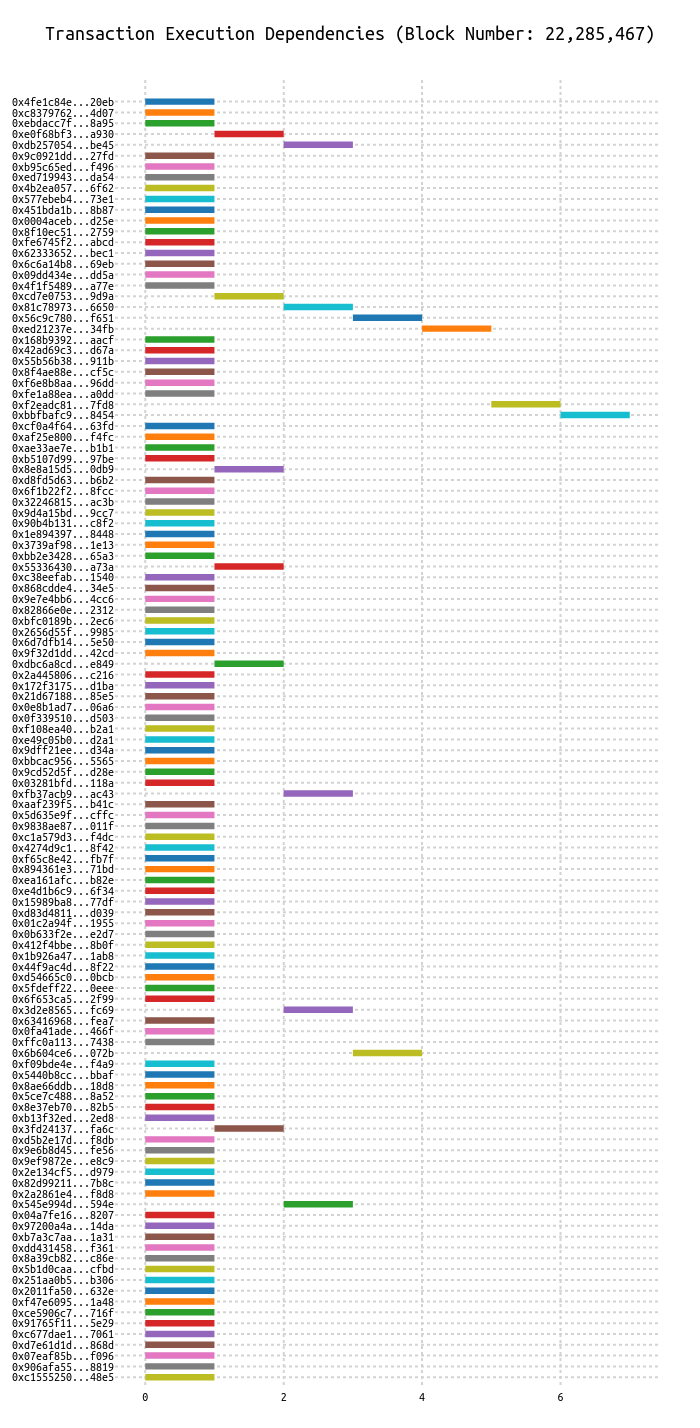 Transaction Execution Dependencies (Block Number: 22,285,467)
0x4fe1c84e...20eb
0xc8379762...4d07
0xebdacc7f...8a95
0xe0f68bf3...a930
0xdb257054...be45
0x9c0921dd...27fd
0xb95c65ed...f496
0xed719943...da54
0x4b2ea057...6f62
0x577ebeb4...73e1
0x451bda1b...8b87
0x0004aceb...d25e
0x8f10ec51...2759
0xfe6745f2...abcd
0x62333652...bec1
0x6c6a14b8...69eb
0x09dd434e...dd5a
0x4f1f5489...a77e
0xcd7e0753...9d9a
0x81c78973...6650
0x56c9c780...f651
0xed21237e...34fb
0x168b9392...aacf
0x42ad69c3...d67a
0x55b56b38...911b
0x8f4ae88e...cf5c
0xf6e8b8aa...96dd
0xfe1a88ea...a0dd
0xf2eadc81...7fd8
0xbbfbafc9...8454
0xcf0a4f64...63fd
0xaf25e800...f4fc
0xae33ae7e...b1b1
0xb5107d99...97be
0x8e8a15d5...0db9
0xd8fd5d63...b6b2
0x6f1b22f2...8fcc
0x32246815...ac3b
0x9d4a15bd...9cc7
0x90b4b131...c8f2
0x1e894397...8448
0x3739af98...1e13
0xbb2e3428...65a3
0x55336430...a73a
0xc38eefab...1540
0x868cdde4...34e5
0x9e7e4bb6...4cc6
0x82866e0e...2312
0xbfc0189b...2ec6
0x2656d55f...9985
0x6d7dfb14...5e50
0x9f32d1dd...42cd
0xdbc6a8cd...e849
0x2a445806...c216
0x172f3175...d1ba
0x21d67188...85e5
0x0e8b1ad7...06a6
0x0f339510...d503
0xf108ea40...b2a1
0xe49c05b0...d2a1
0x9dff21ee...d34a
0xbbcac956...5565
0x9cd52d5f...d28e
0x03281bfd...118a
0xfb37acb9...ac43
0xaaf239f5...b41c
0x5d635e9f...cffc
0x9838ae87...011f
0xc1a579d3...f4dc
0x4274d9c1...8f42
0xf65c8e42...fb7f
0x894361e3...71bd
0xea161afc...b82e
0xe4d1b6c9...6f34
0x15989ba8...77df
0xd83d4811...d039
0x01c2a94f...1955
0x0b633f2e...e2d7
0x412f4bbe...8b0f
0x1b926a47...1ab8
0x44f9ac4d...8f22
0xd54665c0...0bcb
0x5fdeff22...0eee
0x6f653ca5...2f99
0x3d2e8565...fc69
0x63416968...fea7
0x0fa41ade...466f
0xffc0a113...7438
0x6b604ce6...072b
0xf09bde4e...f4a9
0x5440b8cc...bbaf
0x8ae66ddb...18d8
0x5ce7c488...8a52
0x8e37eb70...82b5
0xb13f32ed...2ed8
0x3fd24137...fa6c
0xd5b2e17d...f8db
0x9e6b8d45...fe56
0x9ef9872e...e8c9
0x2e134cf5...d979
0x82d99211...7b8c
0x2a2861e4...f8d8
0x545e994d...594e
0x04a7fe16...8207
0x97200a4a...14da
0xb7a3c7aa...1a31
0xdd431458...f361
0x8a39cb82...c86e
0x5b1d0caa...cfbd
0x251aa0b5...b306
0x2011fa50...632e
0xf47e6095...1a48
0xce5906c7...716f
0x91765f11...5e29
0xc677dae1...7061
0xd7e61d1d...868d
0x07eaf85b...f096
0x906afa55...8819
0xc1555250...48e5
0 2 4 6